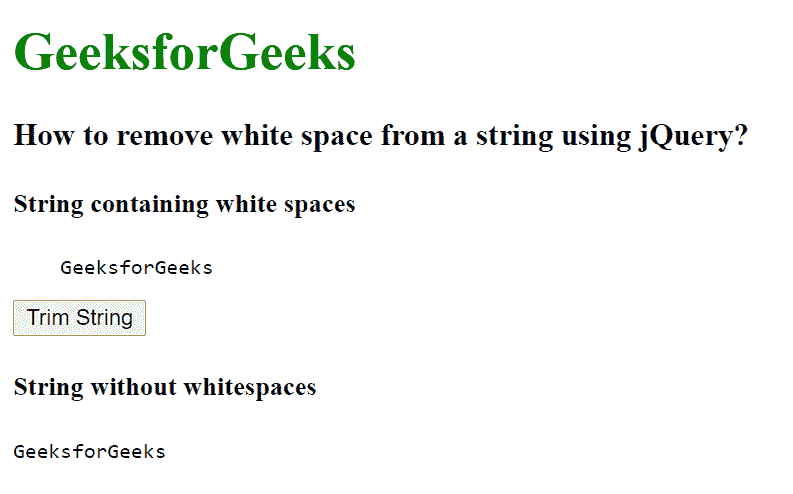 GeeksforGeeks
How to remove white space from a string using jQuery?
String containing white spaces
GeeksforGeeks
Trim String
String without whitespaces
GeeksforGeeks